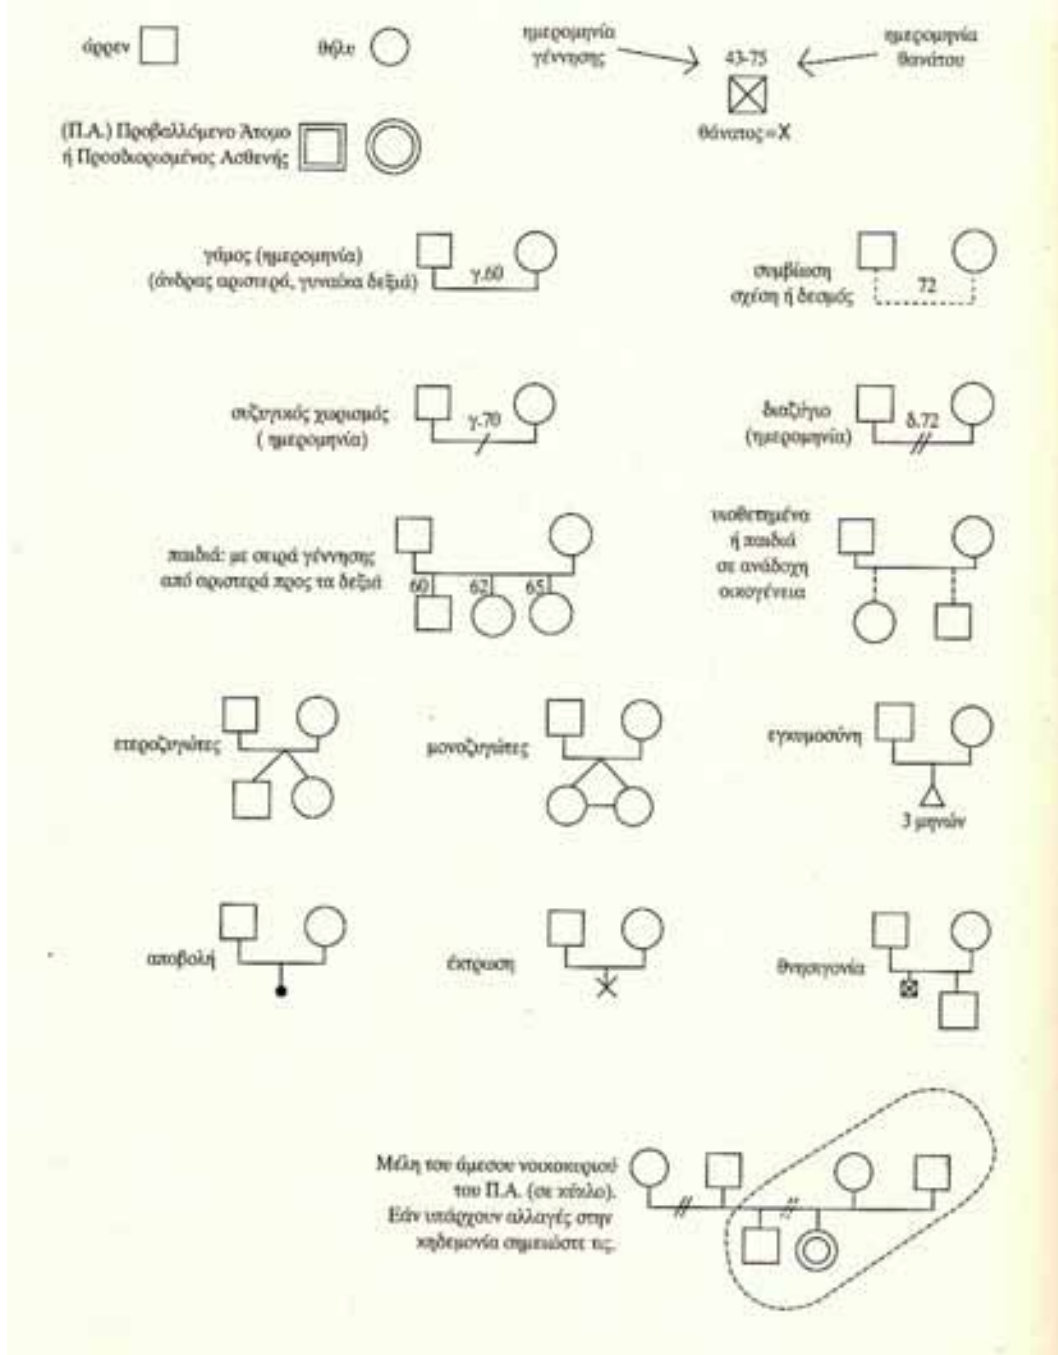 άρρεν
θήλυ
ημερομηνία
γέννησης
43-75
ημερομηνία
θανάτου
θάνατος = X
(Π.Α.) Προβαλλόμενο Άτομο
ή Προσδιορισμένος Ασθενής
γάμος (ημερομηνία)
(άνδρας αριστερά, γυναίκα δεξιά)
γ.60
συμβίωση
σχέση ή δεσμός
72
συζυγικός χωρισμός
( ημερομηνία)
γ.70
διαζύγιο
(ημερομηνία)
δ.72
παιδιά: με σειρά γέννησης
από αριστερά προς τα δεξιά
60 62 65
υιοθετημένα
ή παιδιά
σε ανάδοχη
οικογένεια
ετεροζυγώτες
μονοζυγώτες
εγκυμοσύνη
3 μηνών
αποβολή
έκτρωση
θνησιγονία
Μέλη του άμεσου νοικοκυριού
του Π.Α. (σε κύκλο).
Εάν υπάρχουν αλλαγές στην
κηδεμονία σημειώστε τις.